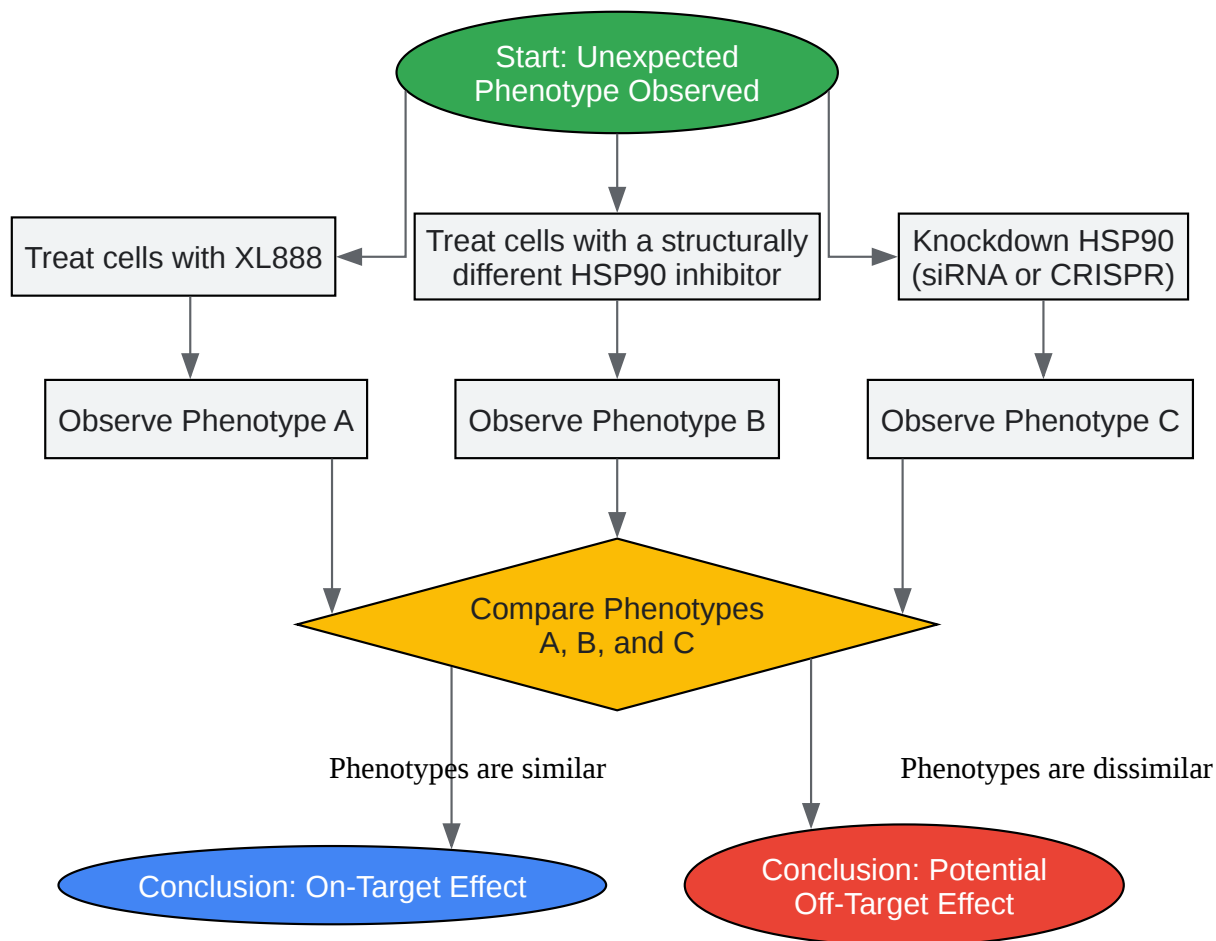 Start: Unexpected
Phenotype Observed
Treat cells with XL888
Treat cells with a structurally
different HSP90 inhibitor
Knockdown HSP90
(siRNA or CRISPR)
Observe Phenotype A
Observe Phenotype B
Observe Phenotype C
Compare Phenotypes
A, B, and C
Phenotypes are similar
Phenotypes are dissimilar
Conclusion: On-Target Effect
Conclusion: Potential
Off-Target Effect